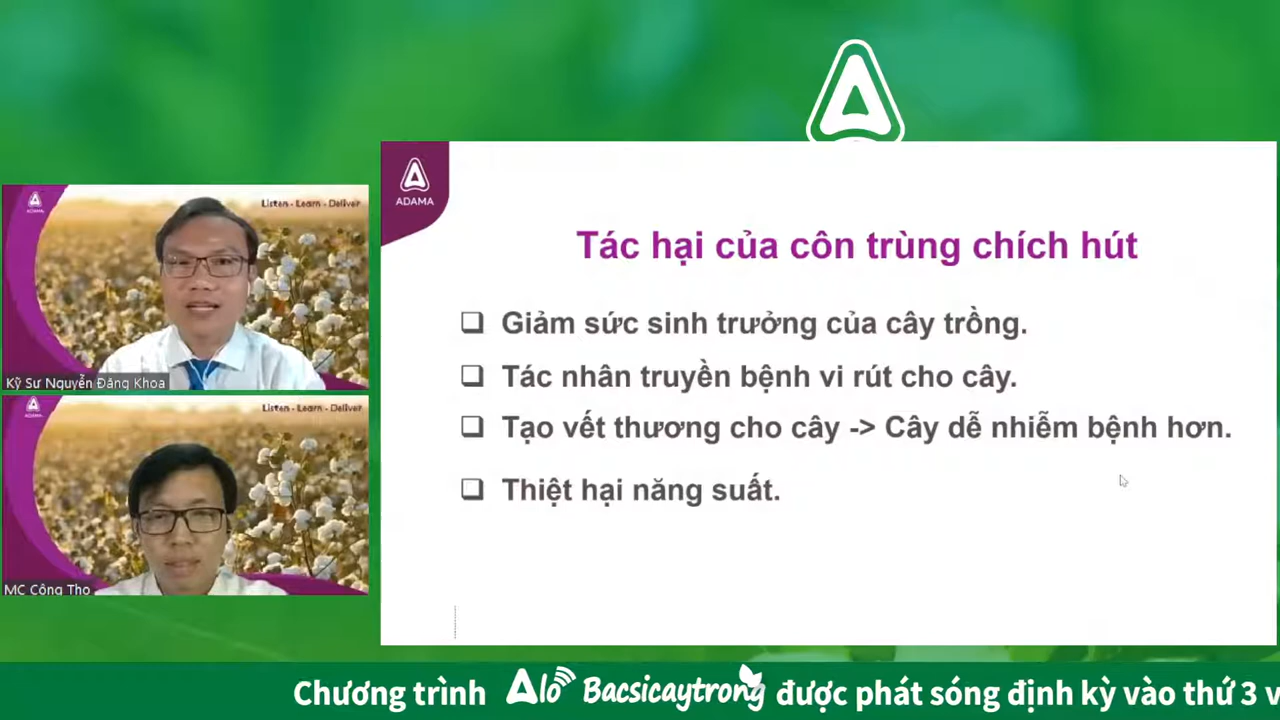 ADAMA
Tác hại của côn trùng chích hút
Giảm sức sinh trưởng của cây trồng.
Tác nhân truyền bệnh vi rút cho cây.
Tạo vết thương cho cây -> Cây dễ nhiễm bệnh hơn.
Thiệt hại năng suất.
ADAMA
Listen - Learn - Deliver
Kỹ Sư Nguyễn Đăng Khoa
ADAMA
Listen - Learn - Deliver
MC Công Thọ
Chương trình Alô Bacsicaytrong được phát sóng định kỳ vào thứ 3 v